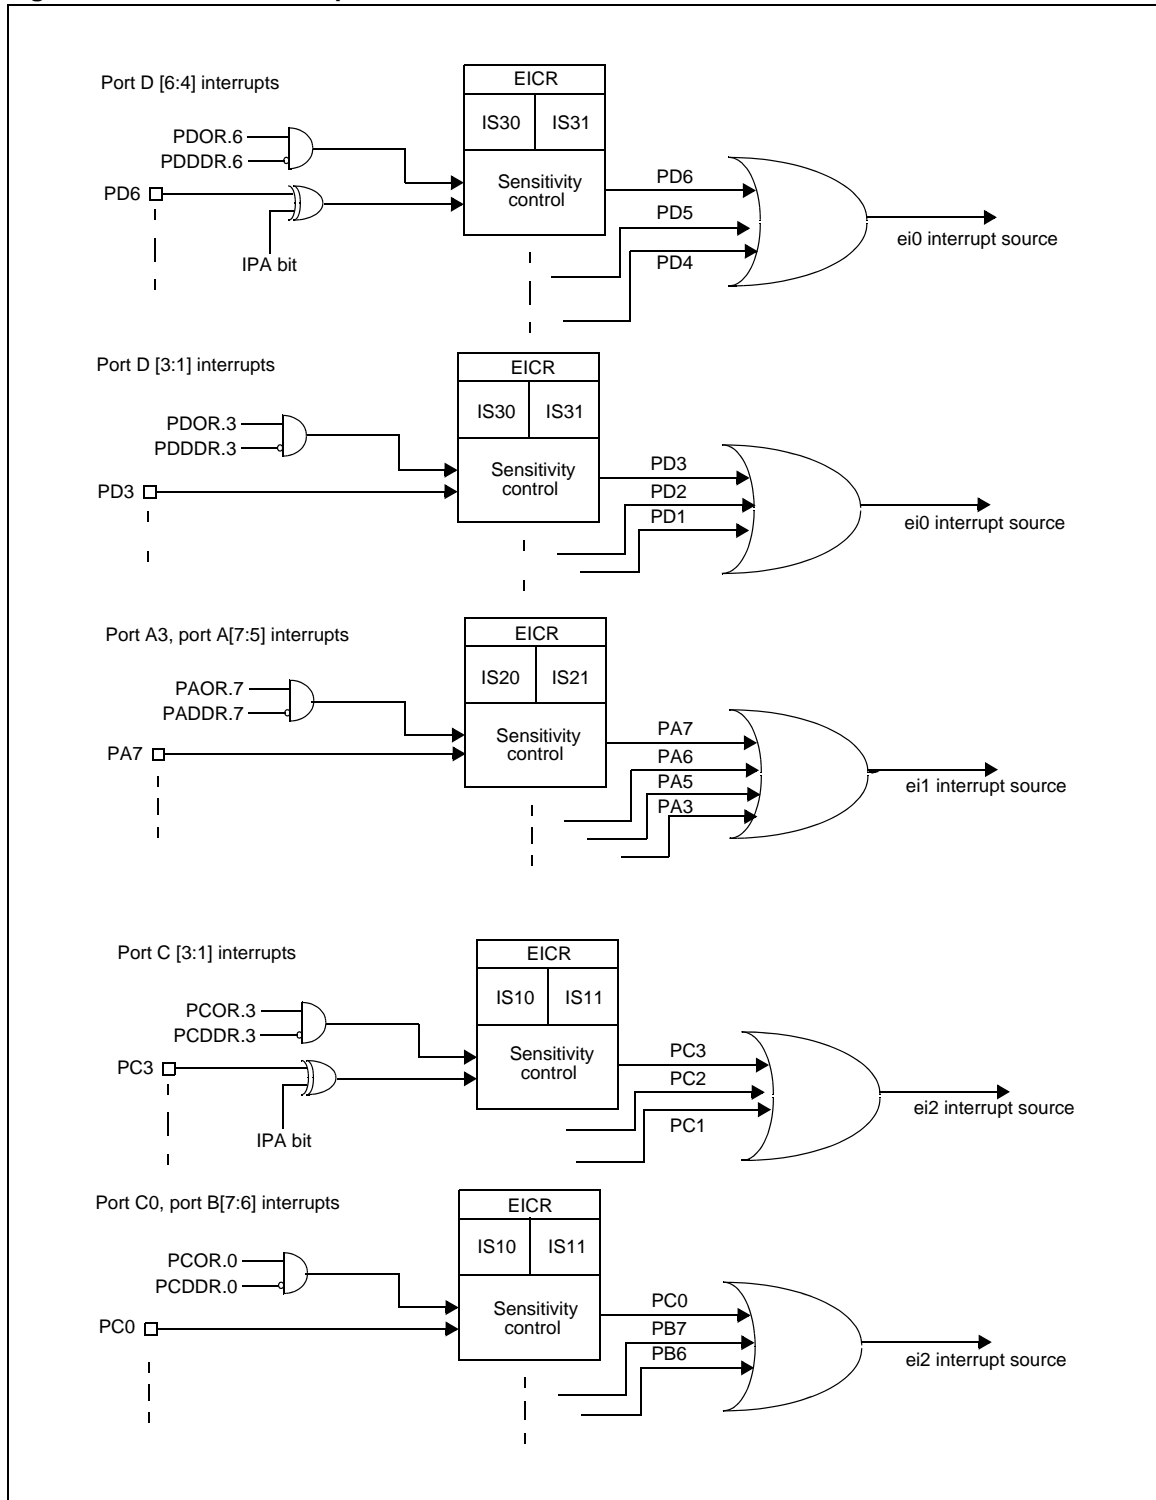 Port D [6:4] interrupts
EICR
IS30 IS31
PDOR.6
PDDDR.6
Sensitivity
control
PD6
IPA bit
PD6
PD5
PD4
ei0 interrupt source
Port D [3:1] interrupts
EICR
IS30 IS31
PDOR.3
PDDDR.3
Sensitivity
control
PD3
PD3
PD2
PD1
ei0 interrupt source
Port A3, port A[7:5] interrupts
EICR
IS20 IS21
PAOR.7
PADDR.7
Sensitivity
control
PA7
PA7
PA6
PA5
PA3
ei1 interrupt source
Port C [3:1] interrupts
EICR
IS10 IS11
PCOR.3
PCDDR.3
Sensitivity
control
PC3
IPA bit
PC3
PC2
PC1
ei2 interrupt source
Port C0, port B[7:6] interrupts
EICR
IS10 IS11
PCOR.0
PCDDR.0
Sensitivity
control
PC0
PC0
PB7
PB6
ei2 interrupt source